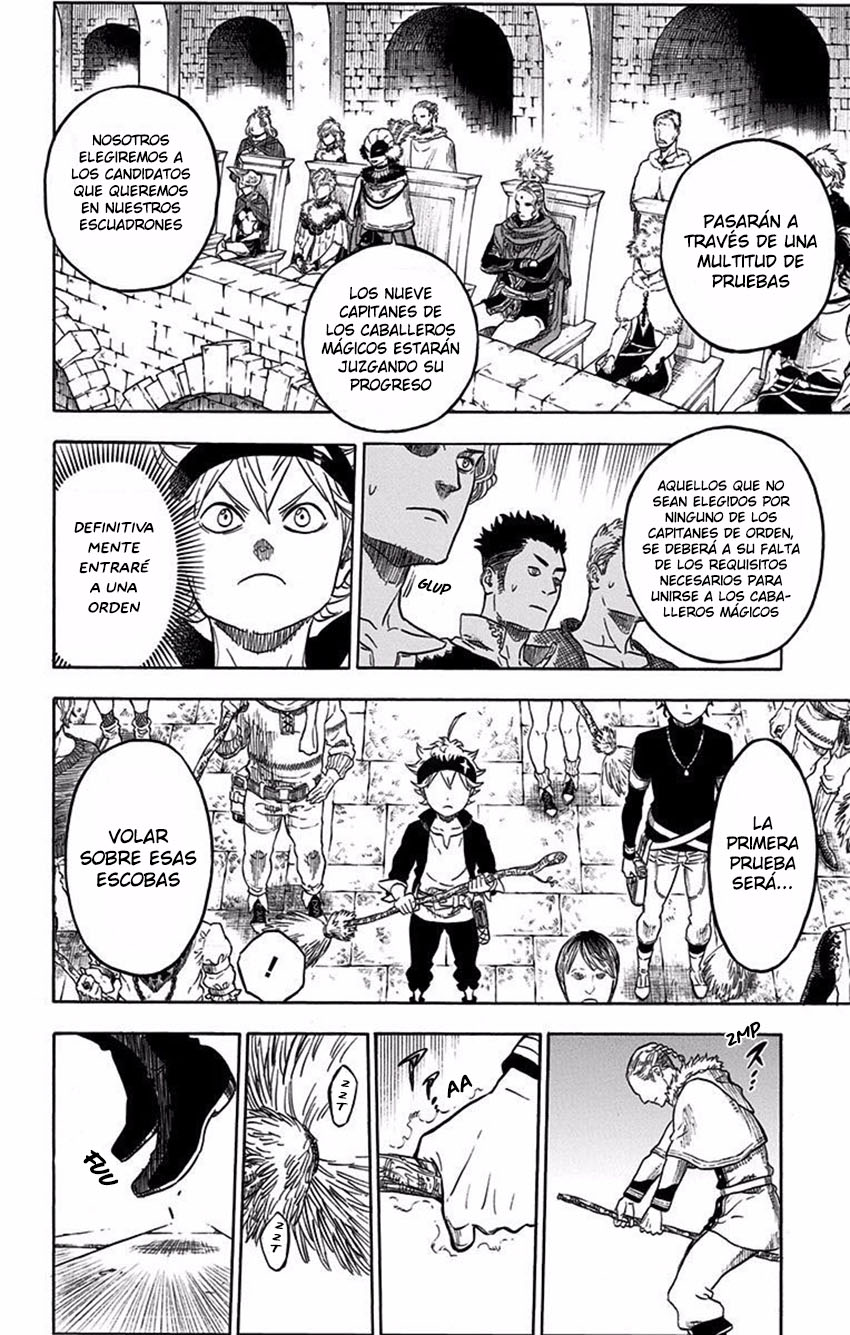 PASARÁN A
TRAVÉS DE UNA
MULTITUD DE
PRUEBAS
LOS NUEVE
CAPITANES DE
LOS CABALLEROS
MÁGICOS ESTARÁN
JUZGANDO SU
PROGRESO
NOSOTROS
ELEGIREMOS A
LOS CANDIDATOS
QUE QUEREMOS
EN NUESTROS
ESCUADRONES
AQUELLOS QUE NO
SEAN ELEGIDOS POR
NINGUNO DE LOS
CAPITANES DE ORDEN,
SE DEBERÁ A SU FALTA
DE LOS REQUISITOS
NECESARIOS PARA
UNIRSE A LOS CABA-
LLEROS MÁGICOS
GLUP
DEFINITIVA
MENTE
ENTRARÉ
A UNA
ORDEN
LA
PRIMERA
PRUEBA
SERÁ...
!
VOLAR
SOBRE ESAS
ESCOBAS
ZMP
ス...
AA
ZZT
ZZT
FUU